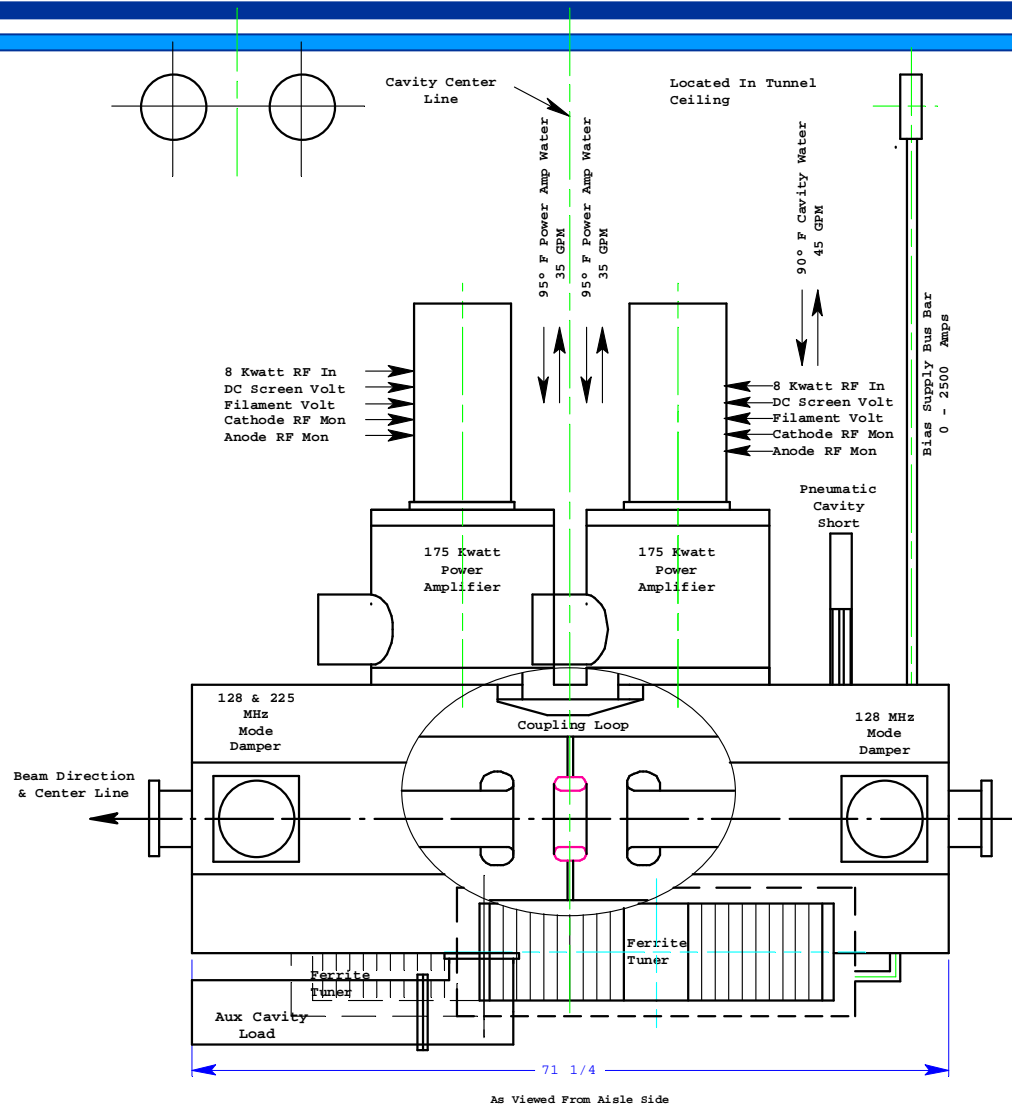 Cavity Center
Line
Located In Tunnel
Ceiling
95° F Power Amp Water
35 GPM
95° F Power Amp Water
35 GPM
90° F Cavity Water
45 GPM
Bias Supply Bus Bar
0 - 2500 Amps
8 Kwatt RF In
DC Screen Volt
Filament Volt
Cathode RF Mon
Anode RF Mon
8 Kwatt RF In
DC Screen Volt
Filament Volt
Cathode RF Mon
Anode RF Mon
Pneumatic
Cavity
Short
175 Kwatt
Power
Amplifier
175 Kwatt
Power
Amplifier
128 & 225
MHz
Mode
Damper
Coupling Loop
128 MHz
Mode
Damper
Beam Direction
& Center Line
Ferrite
Tuner
Ferrite
Tuner
Aux Cavity
Load
71 1/4
As Viewed From Aisle Side